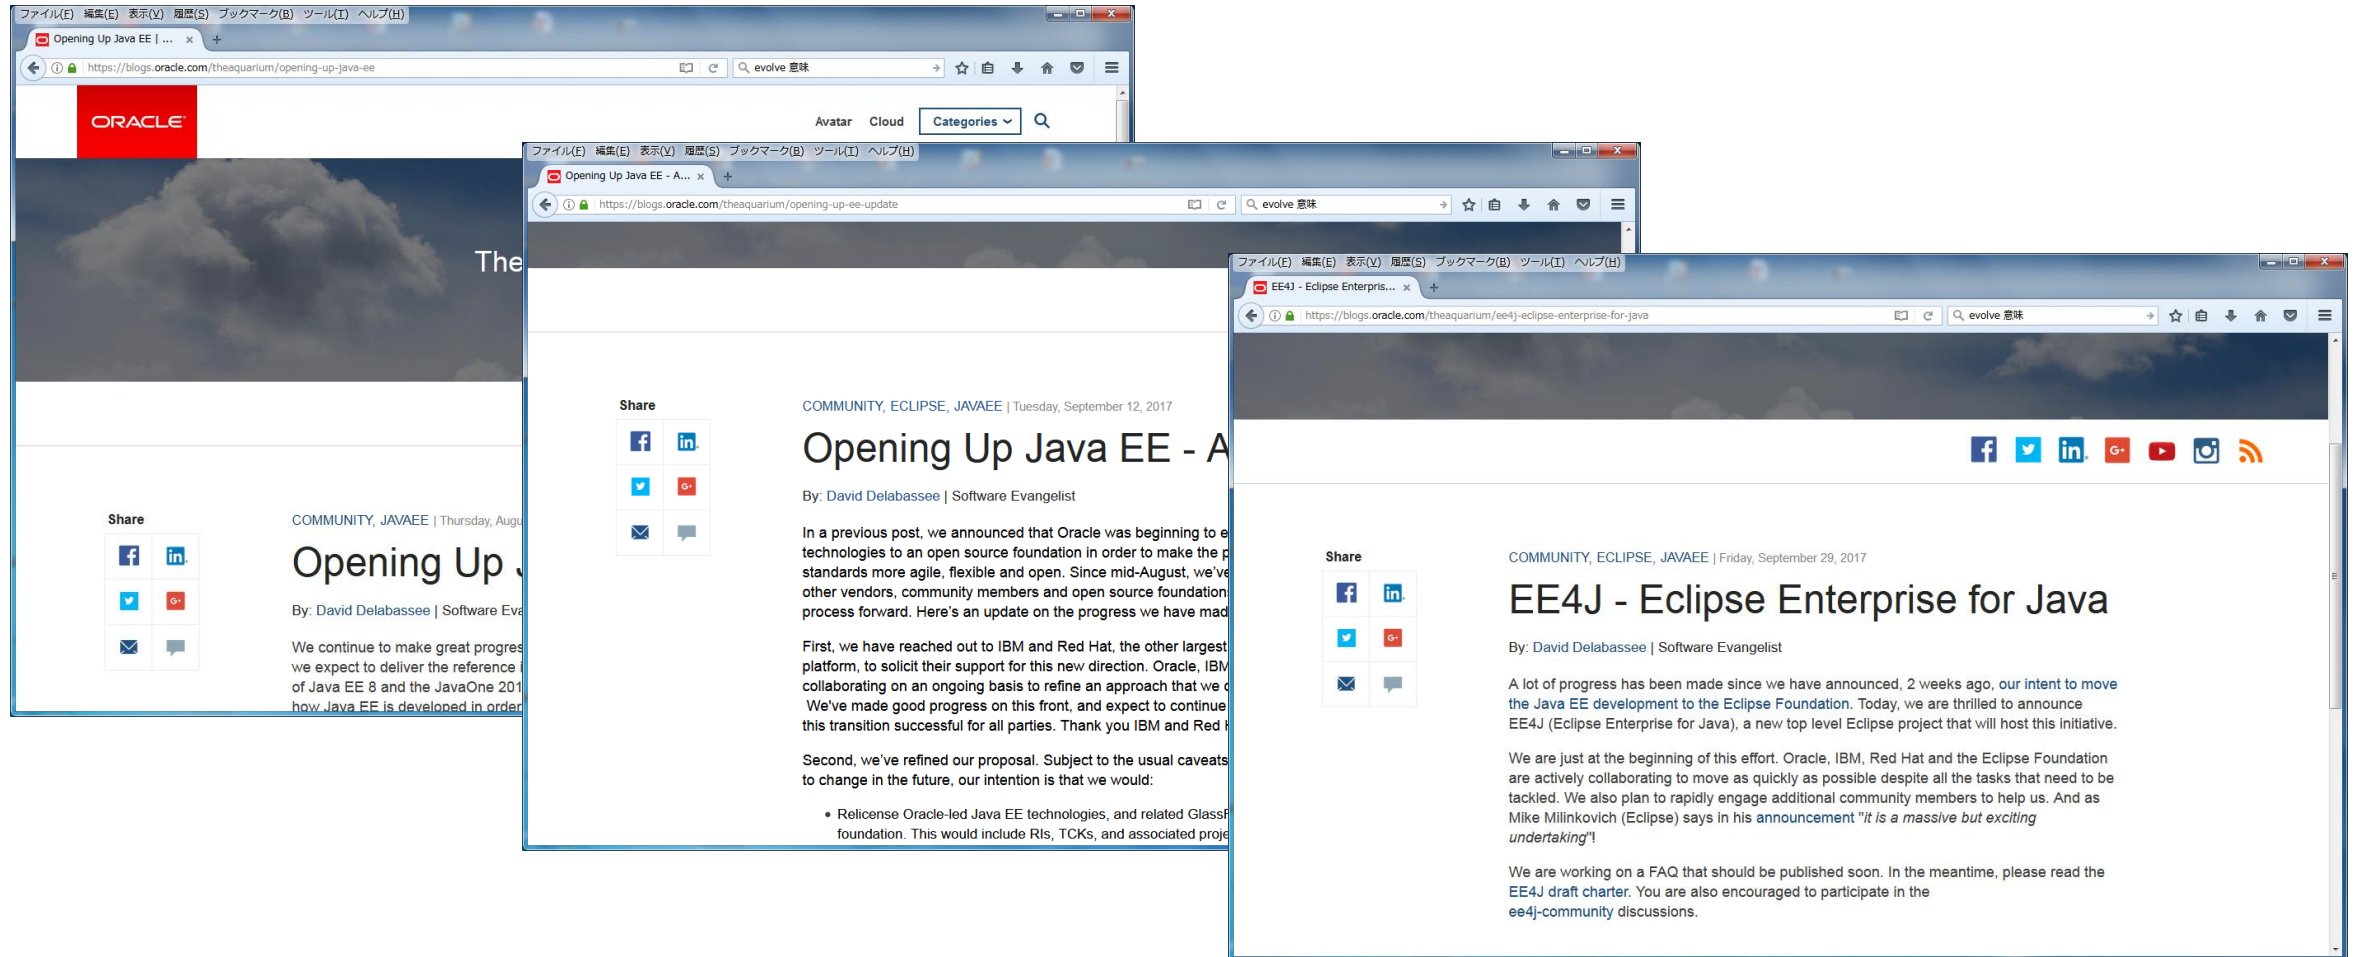 ファイル(F) 編集(E) 表示(V) 履歴(S) ブックマーク(B) ツール(T) ヘルプ(H)
Opening Up Java EE | ...
https://blogs.oracle.com/theaquarium/opening-up-java-ee
evolve 意味
ORACLE
Avatar Cloud Categories
The
Share
COMMUNITY, JAVAEE | Thursday, Augu
Opening Up
By: David Delabassee | Software Eva
We continue to make great progres
we expect to deliver the reference
of Java EE 8 and the JavaOne 201
how Java EE is developed in order
ファイル(F) 編集(E) 表示(V) 履歴(S) ブックマーク(B) ツール(T) ヘルプ(H)
Opening Up Java EE - A...
https://blogs.oracle.com/theaquarium/opening-up-ee-update
evolve 意味
Share
COMMUNITY, ECLIPSE, JAVAEE | Tuesday, September 12, 2017
Opening Up Java EE - A
By: David Delabassee | Software Evangelist
In a previous post, we announced that Oracle was beginning to e
technologies to an open source foundation in order to make the p
standards more agile, flexible and open. Since mid-August, we've
other vendors, community members and open source foundation
process forward. Here's an update on the progress we have mad
First, we have reached out to IBM and Red Hat, the other largest
platform, to solicit their support for this new direction. Oracle, IBM
collaborating on an ongoing basis to refine an approach that we c
We've made good progress on this front, and expect to continue
this transition successful for all parties. Thank you IBM and Red H
Second, we've refined our proposal. Subject to the usual caveats
to change in the future, our intention is that we would:
• Relicense Oracle-led Java EE technologies, and related GlassF
foundation. This would include RIs, TCKs, and associated proje
ファイル(F) 編集(E) 表示(V) 履歴(S) ブックマーク(B) ツール(T) ヘルプ(H)
EE4J - Eclipse Enterpris...
https://blogs.oracle.com/theaquarium/ee4j-eclipse-enterprise-for-java
evolve 意味
Share
COMMUNITY, ECLIPSE, JAVAEE | Friday, September 29, 2017
EE4J - Eclipse Enterprise for Java
By: David Delabassee | Software Evangelist
A lot of progress has been made since we have announced, 2 weeks ago, our intent to move
the Java EE development to the Eclipse Foundation. Today, we are thrilled to announce
EE4J (Eclipse Enterprise for Java), a new top level Eclipse project that will host this initiative.
We are just at the beginning of this effort. Oracle, IBM, Red Hat and the Eclipse Foundation
are actively collaborating to move as quickly as possible despite all the tasks that need to be
tackled. We also plan to rapidly engage additional community members to help us. And as
Mike Milinkovich (Eclipse) says in his announcement "it is a massive but exciting
undertaking"!
We are working on a FAQ that should be published soon. In the meantime, please read the
EE4J draft charter. You are also encouraged to participate in the
ee4j-community discussions.